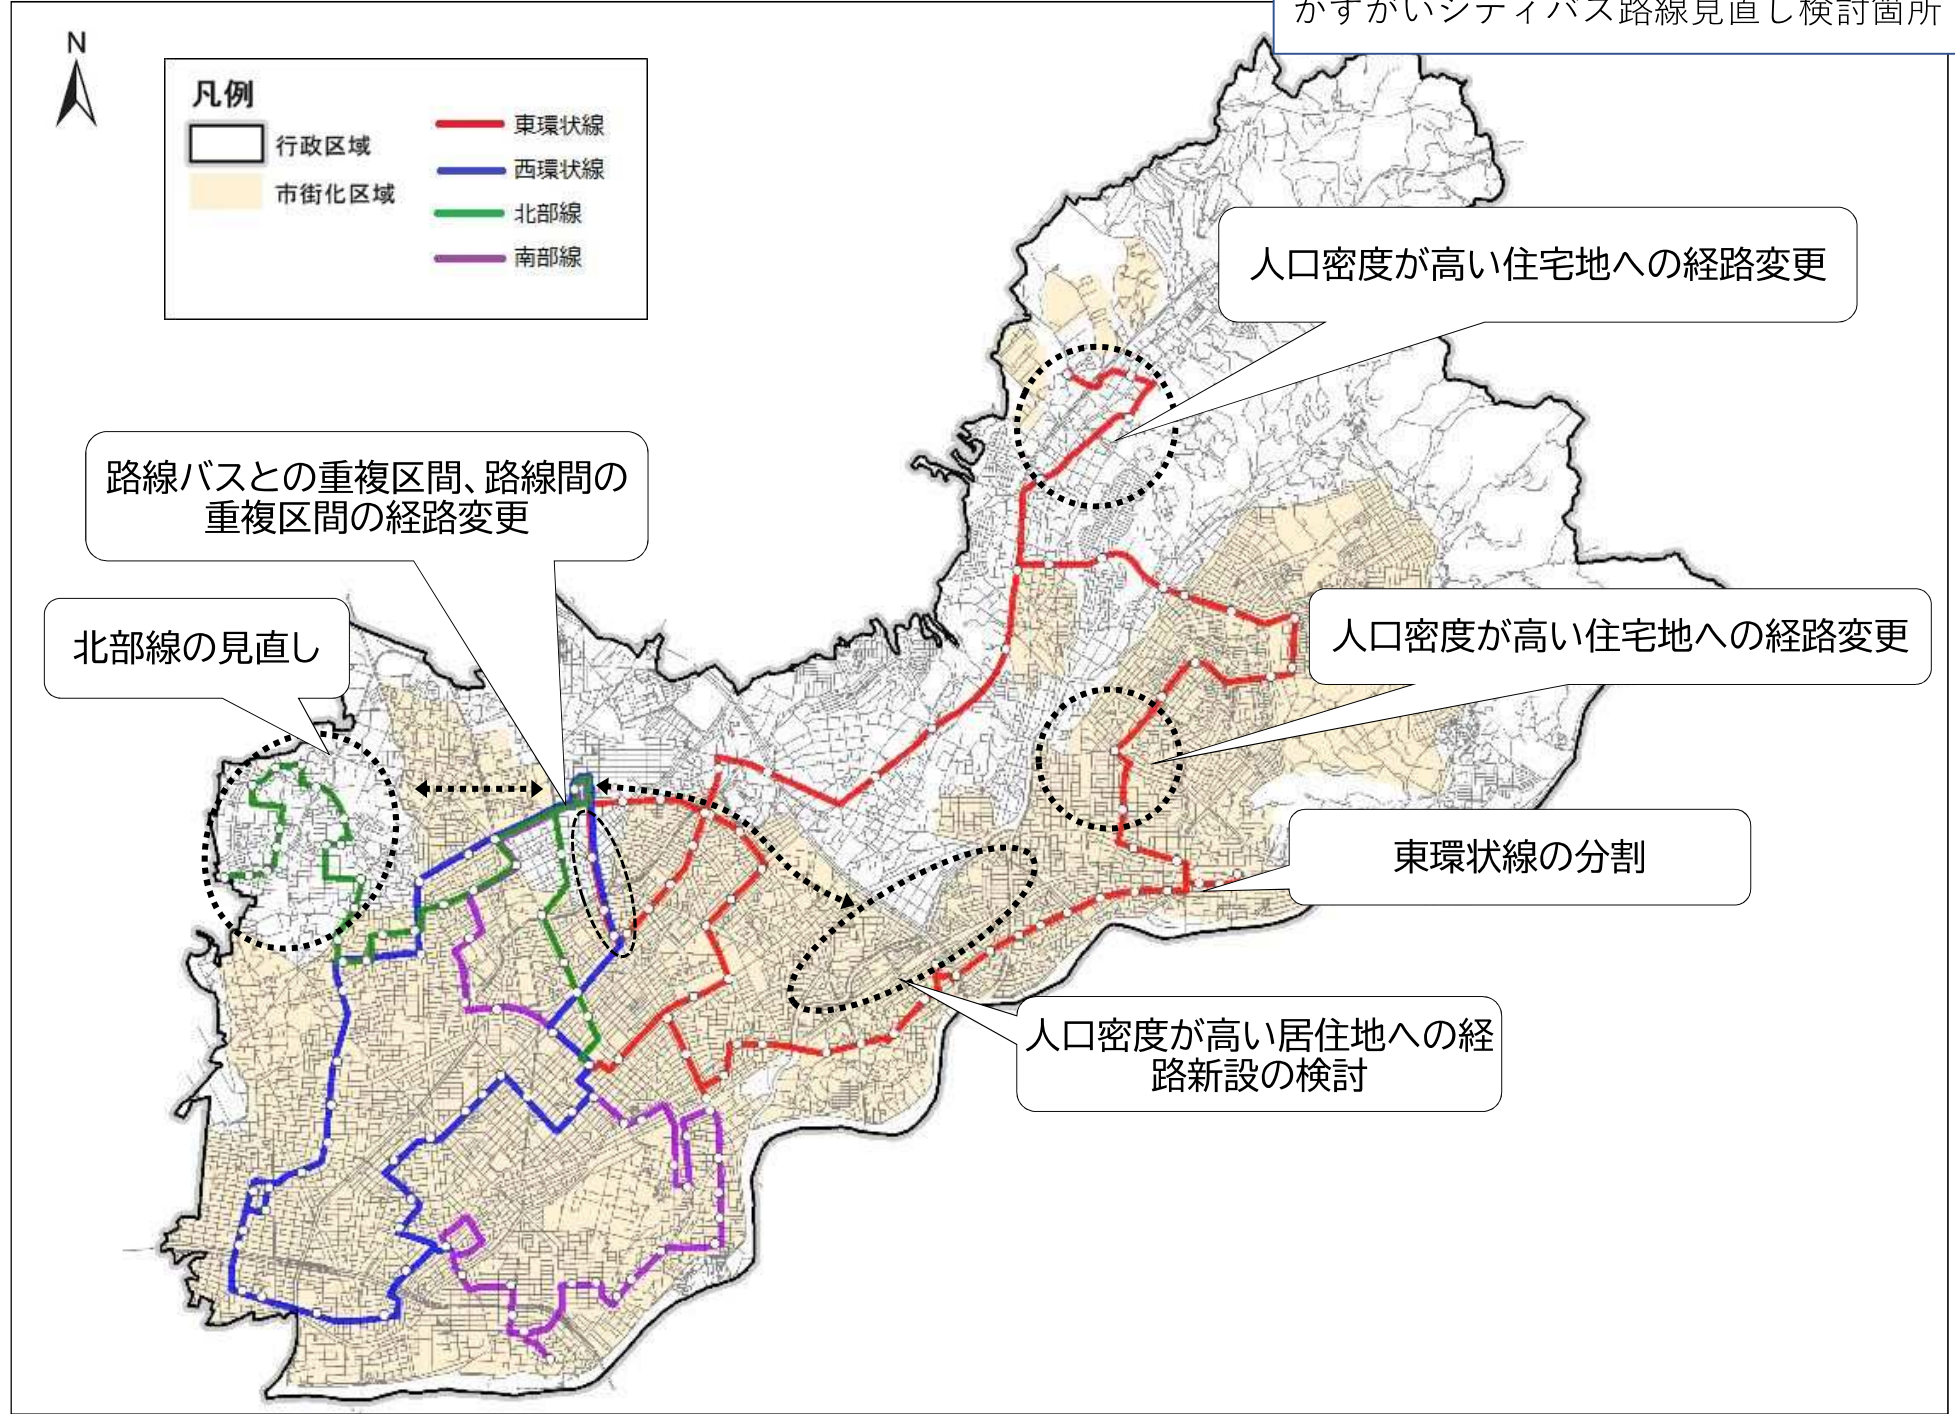 かすがいシティバス路線見直し検討箇所
N
凡例
行政区域
市街化区域
東環状線
西環状線
北部線
南部線
人口密度が高い住宅地への経路変更
路線バスとの重複区間、路線間の
重複区間の経路変更
北部線の見直し
人口密度が高い住宅地への経路変更
東環状線の分割
人口密度が高い居住地への経
路新設の検討